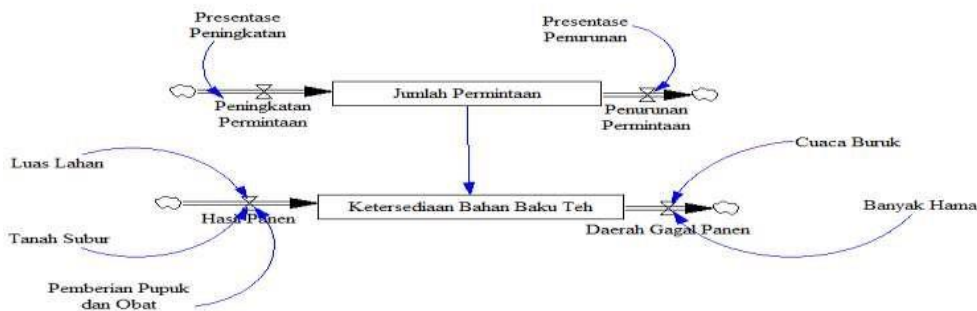 Presentase
Peningkatan
Presentase
Penurunan
Jumlah Permintaan
Peningkatan
Permintaan
Penurunan
Permintaan
Cuaca Buruk
Luas Lahan
Ketersediaan Bahan Baku Teh
Hasil Panen
Banyak Hama
Daerah Gagal Panen
Tanah Subur
Pemberian Pupuk
dan Obat